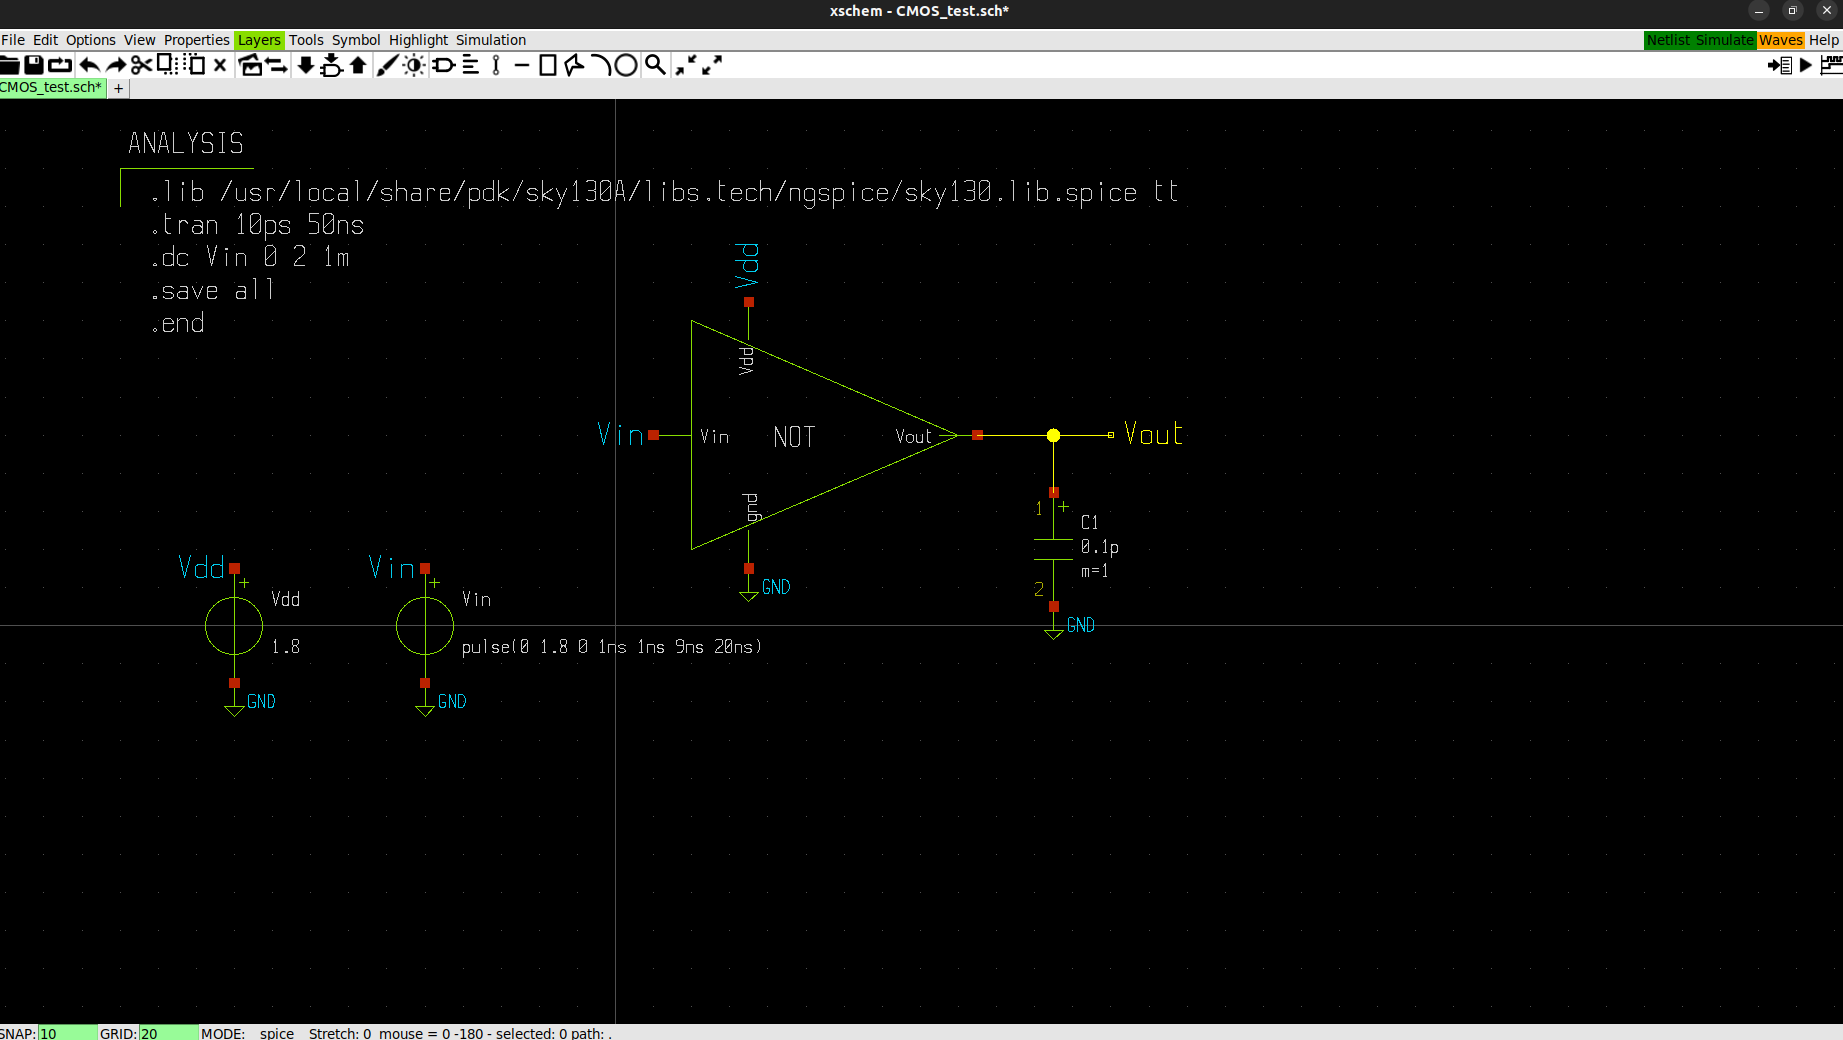 xschem - CMOS_test.sch*
File Edit Options View Properties Layers Tools Symbol Highlight Simulation Netlist Simulate Waves Help
CMOS_test.sch* +
ANALYSIS
.lib /usr/local/share/pdk/sky130A/libs.tech/ngspice/sky130.lib.spice tt
.tran 10ps 50ns
.dc Vin 0 2 1m
.save all
.end
Vdd
Vdd
Vin
Vin
NOT
Vout
Vout
gnd
GND
1
+
C1
0.1p
m=1
2
GND
Vdd
+
Vdd
1.8
GND
Vin
+
Vin
pulse(0 1.8 0 1ns 1ns 9ns 20ns)
GND
SNAP: 10 GRID: 20 MODE: spice Stretch: 0 mouse = 0 -180 - selected: 0 path: .